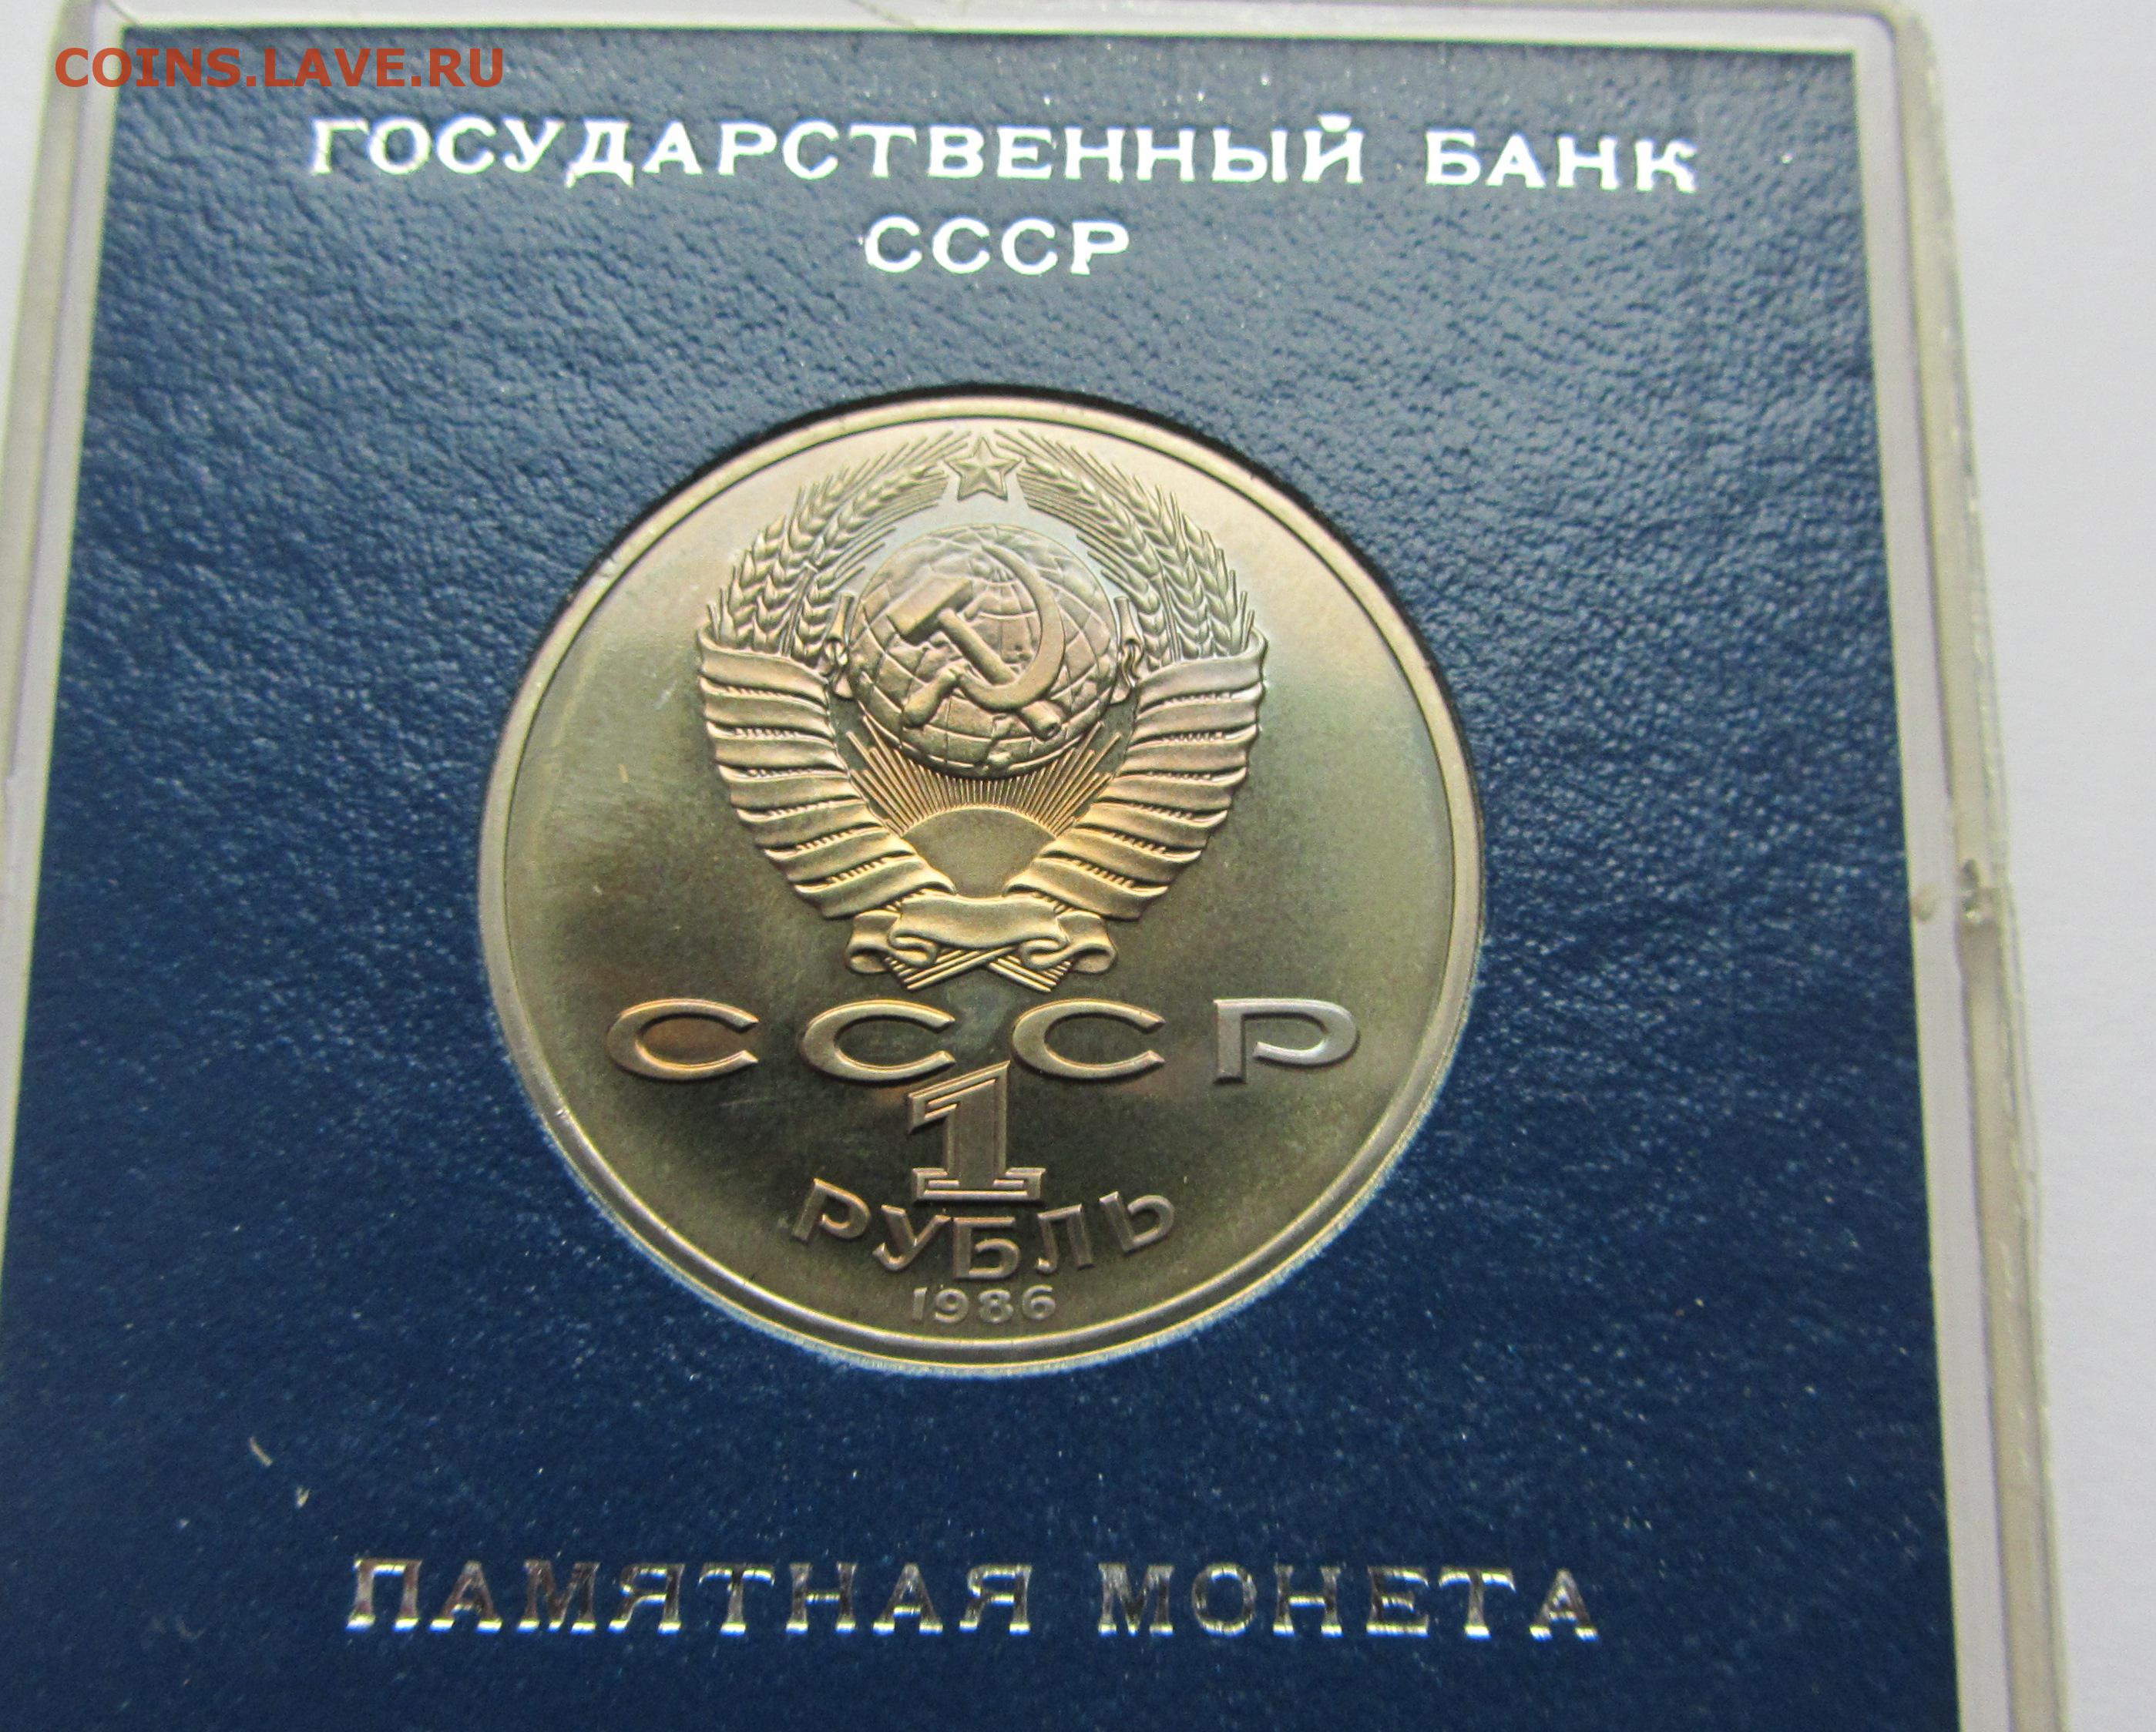 COINS.LAVE.RU
ГОСУДАРСТВЕННЫЙ БАНК
СССР
СССР
1
РУБЛЬ
1986
ПАМЯТНАЯ МОНЕТА